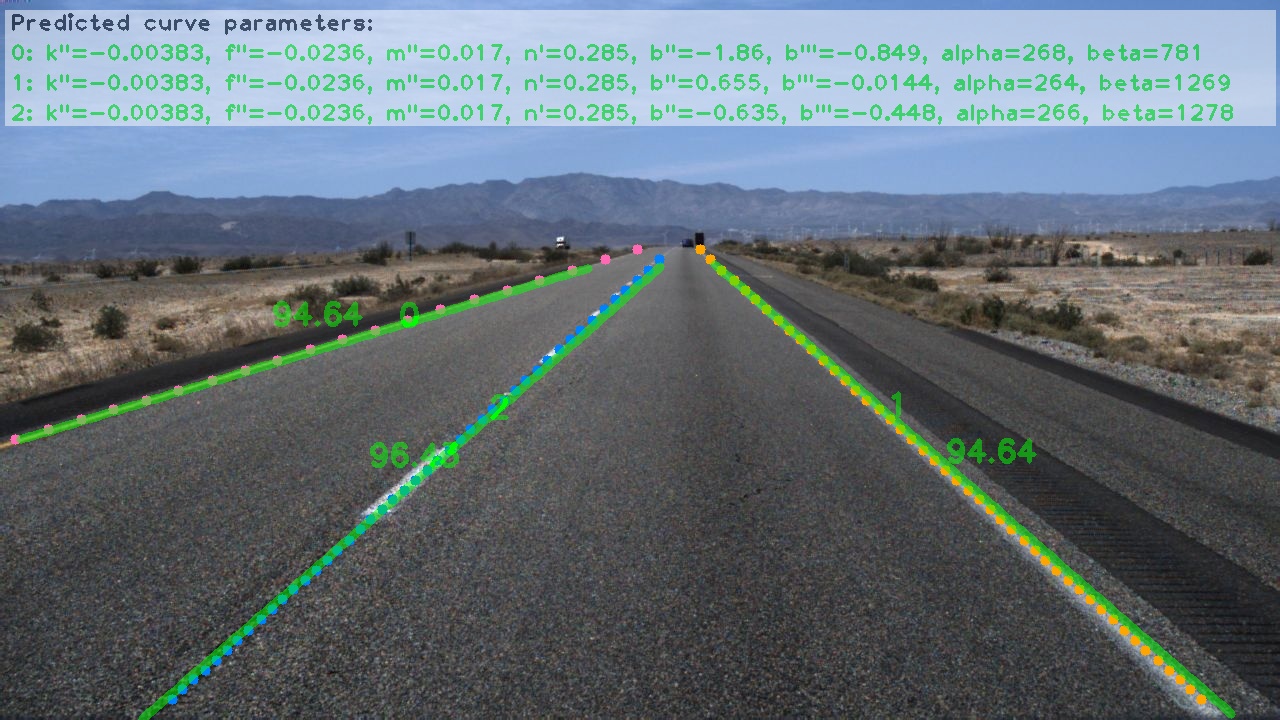 Predicted curve parameters:
0: k''=-0.00383, f''=-0.0236, m''=0.017, n'=0.285, b''=-1.86, b'''=-0.849, alpha=268, beta=781
1: k''=-0.00383, f''=-0.0236, m''=0.017, n'=0.285, b''=0.655, b'''=-0.0144, alpha=264, beta=1269
2: k''=-0.00383, f''=-0.0236, m''=0.017, n'=0.285, b''=-0.635, b'''=-0.448, alpha=266, beta=1278
94.64 0
2 1
94.64